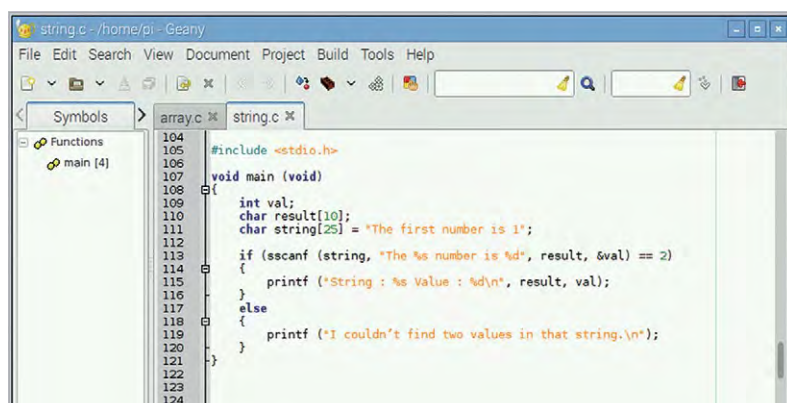 string.c - /home/pi - Geany
File Edit Search View Document Project Build Tools Help
Symbols
array.c string.c
Functions
main [4]
104
105 #include <stdio.h>
106
107 void main (void)
108 {
109 int val;
110 char result[10];
111 char string[25] = "The first number is 1";
112
113 if (sscanf (string, "The %s number is %d", result, &val) == 2)
114 {
115 printf ("String : %s Value : %d\n", result, val);
116 }
117 else
118 {
119 printf ("I couldn't find two values in that string.\n");
120 }
121 }
122
123
124